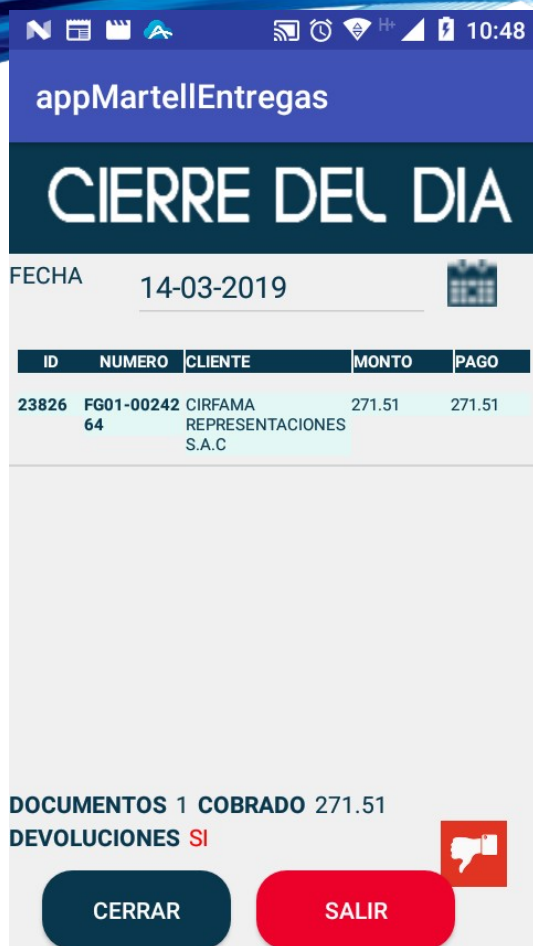 10:48
appMartellEntregas
CIERRE DEL DIA
FECHA 14-03-2019
ID NUMERO CLIENTE MONTO PAGO
23826 FG01-00242 CIRFAMA 271.51 271.51
64 REPRESENTACIONES
S.A.C
DOCUMENTOS 1 COBRADO 271.51
DEVOLUCIONES SI
CERRAR SALIR